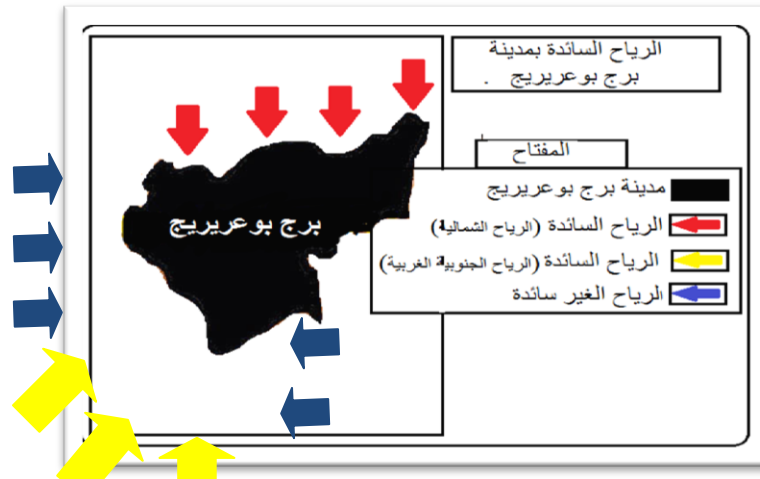 الرياح السائدة بمدينة
برج بوعريريج .
المفتاح
مدينة برج بوعريريج
الرياح السائدة (الرياح الشمالية)
الرياح السائدة (الرياح الجنوبية الغربية)
الرياح الغير سائدة
برج بوعريريج